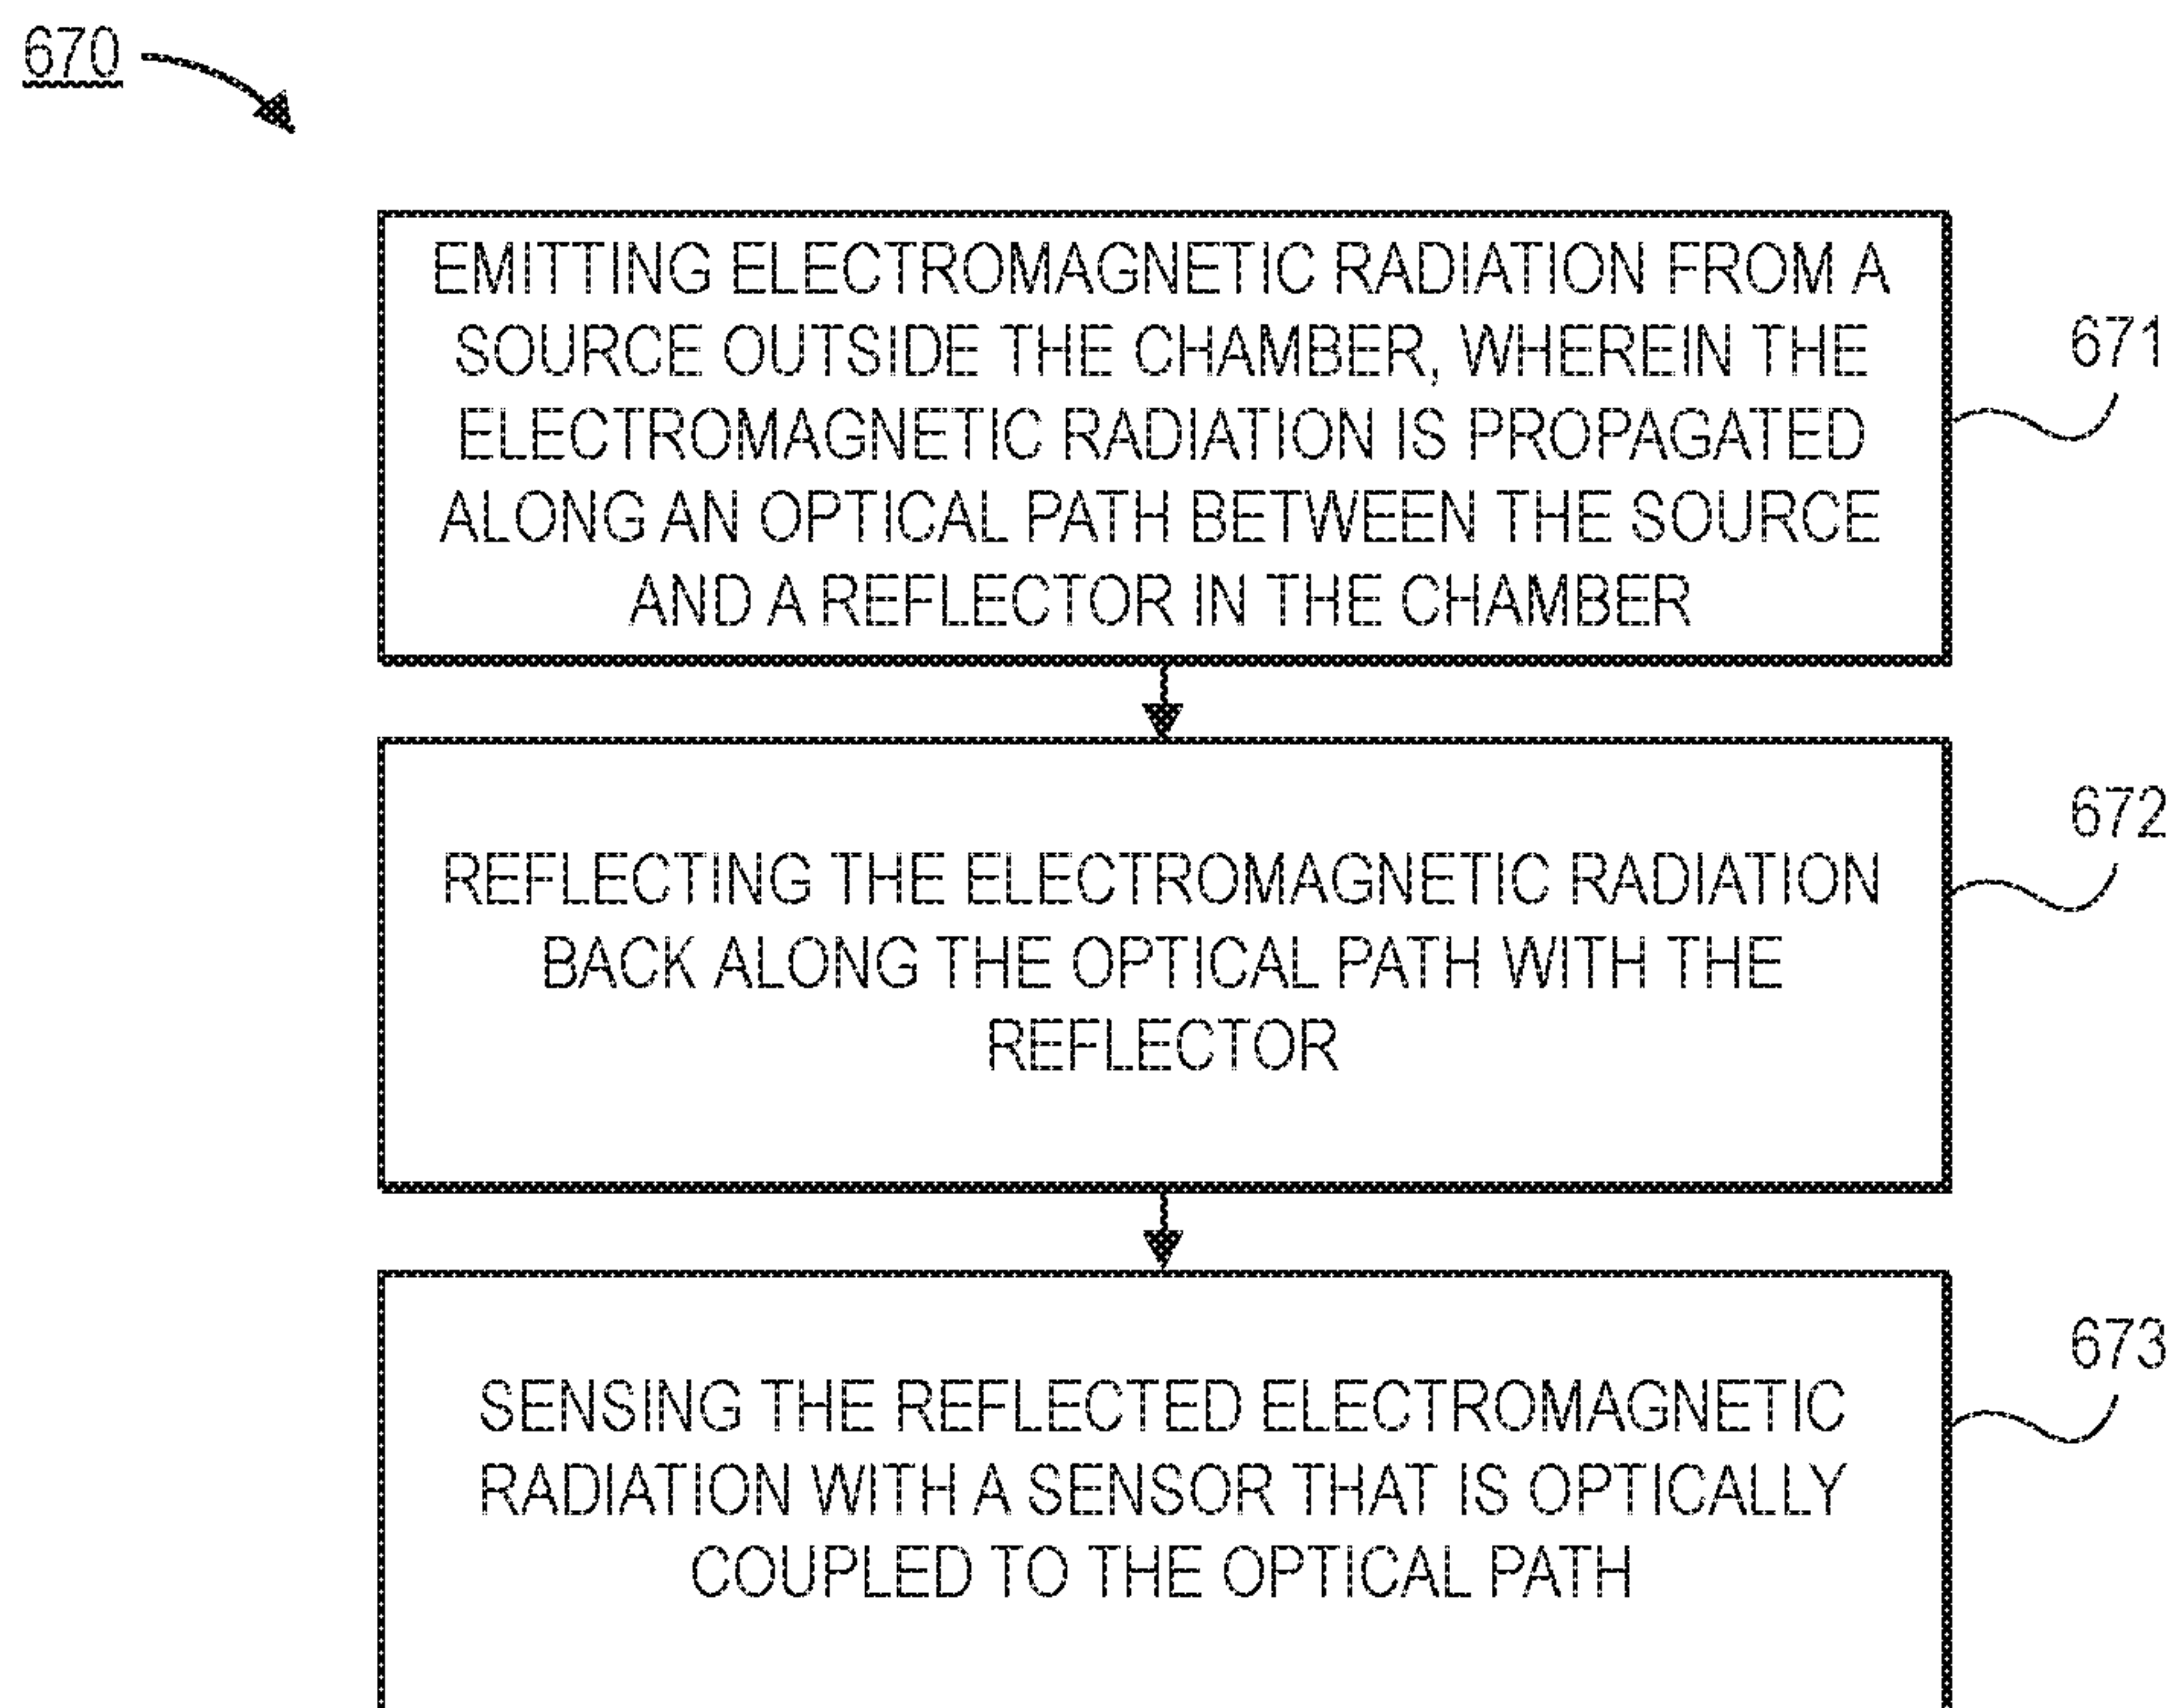 670
EMITTING ELECTROMAGNETIC RADIATION FROM A
SOURCE OUTSIDE THE CHAMBER, WHEREIN THE
ELECTROMAGNETIC RADIATION IS PROPAGATED
ALONG AN OPTICAL PATH BETWEEN THE SOURCE
AND A REFLECTOR IN THE CHAMBER
671
REFLECTING THE ELECTROMAGNETIC RADIATION
BACK ALONG THE OPTICAL PATH WITH THE
REFLECTOR
672
SENSING THE REFLECTED ELECTROMAGNETIC
RADIATION WITH A SENSOR THAT IS OPTICALLY
COUPLED TO THE OPTICAL PATH
673